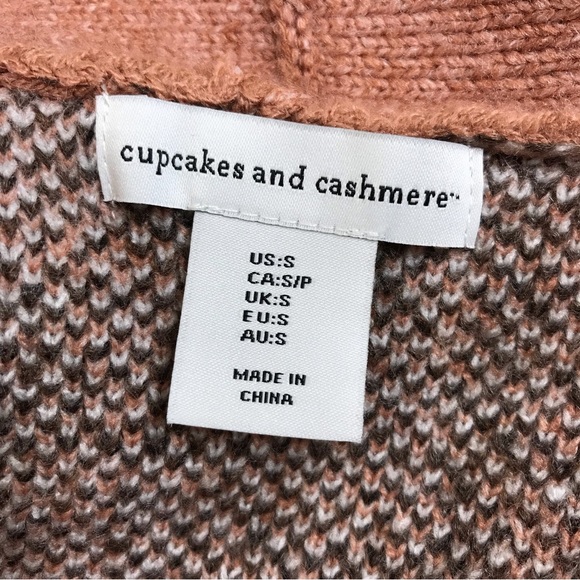 cupcakes and cashmere™
US:S
CA:S/P
UK:S
EU:S
AU:S
MADE IN
CHINA